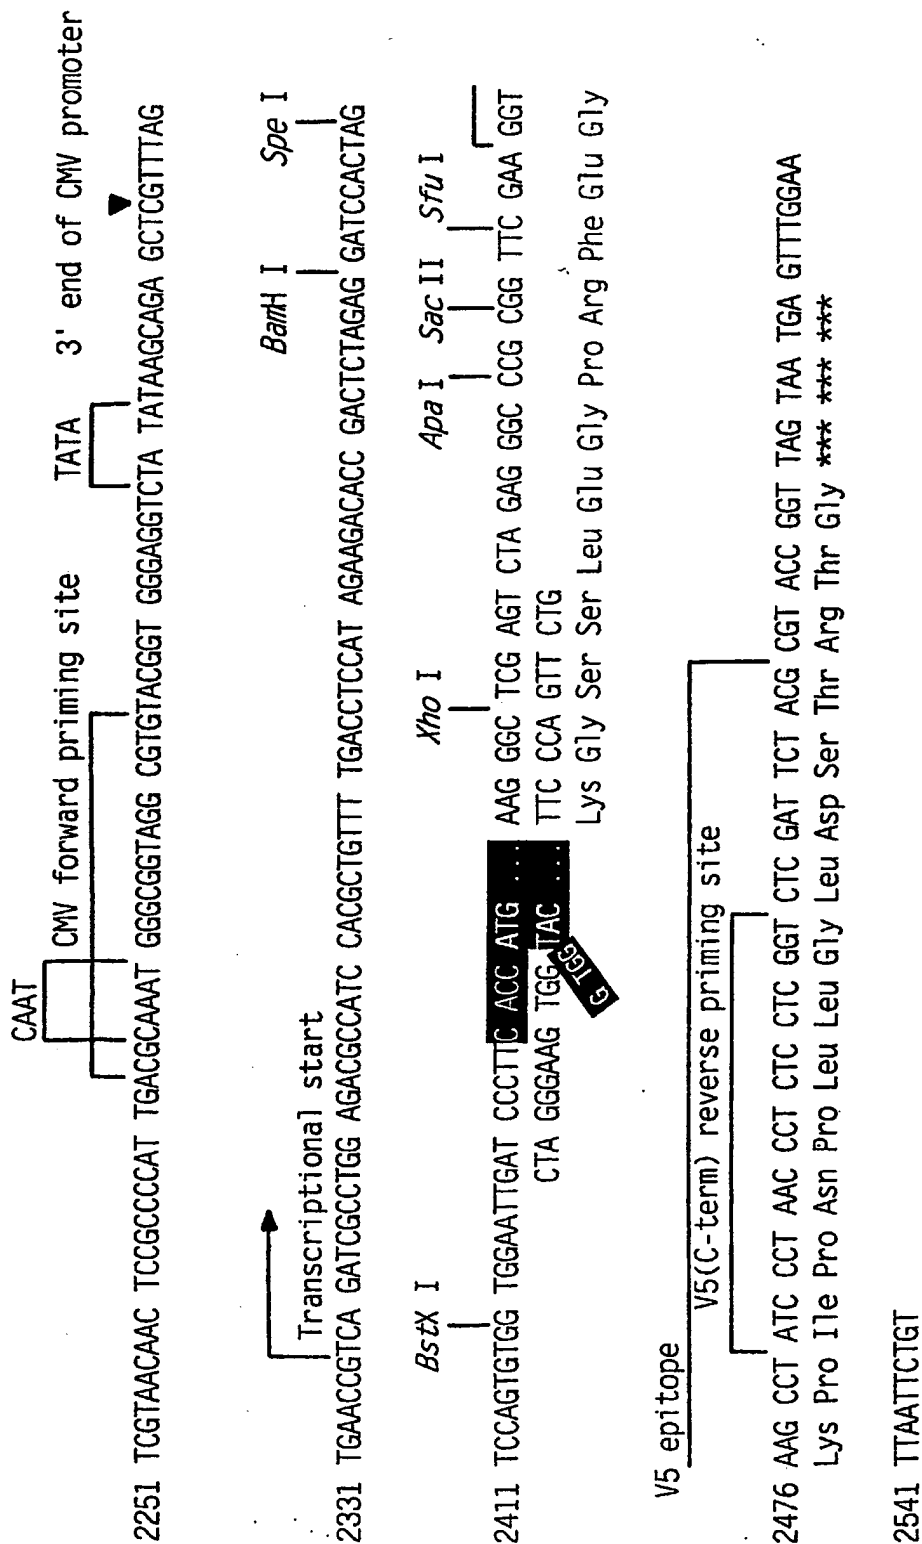 CAAT
CMV forward priming site
TATA
3' end of CMV promoter
2251 TCGTAACAAC TCCGCCCCAT TGACGCAAAT GGGCGGTAGG CGTGTACGGT GGGAGGTCTA TATAAGCAGA GCTCGTTTAG
Transcriptional start
BamH I
Spe I
2331 TGAACCGTCA GATCGCCTGG AGACGCCATC CACGCTGTTT TGACCTCCAT AGAAGACACC GACTCTAGAG GATCCACTAG
BstX I
Xho I
Apa I
Sac II
Sfu I
2411 TCCAGTGTGG TGGAATTGAT CCCTTC ACC ATG ... AAG GGC TCG AGT CTA GAG GGC CCG CGG TTC GAA GGT
CTA GGGAAG TGG TAC ... TTC CCA GTT CTG
G TGG
Lys Gly Ser Ser Leu Glu Gly Pro Arg Phe Glu Gly
V5 epitope
V5(C-term) reverse priming site
2476 AAG CCT ATC CCT AAC CCT CTC CTC GGT CTC GAT TCT ACG CGT ACC GGT TAG TAA TGA GTTTGGAA
Lys Pro Ile Pro Asn Pro Leu Leu Gly Leu Asp Ser Thr Arg Thr Gly *** *** ***
2541 TTAATTCTGT